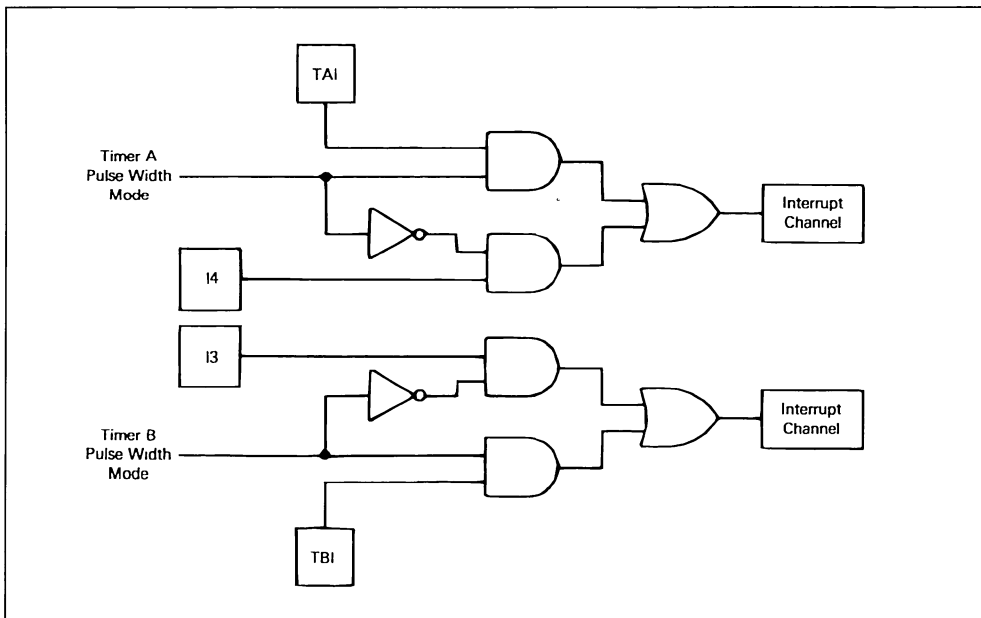 TAI
Timer A
Pulse Width
Mode
Interrupt
Channel
I4
I3
Timer B
Pulse Width
Mode
Interrupt
Channel
TBI